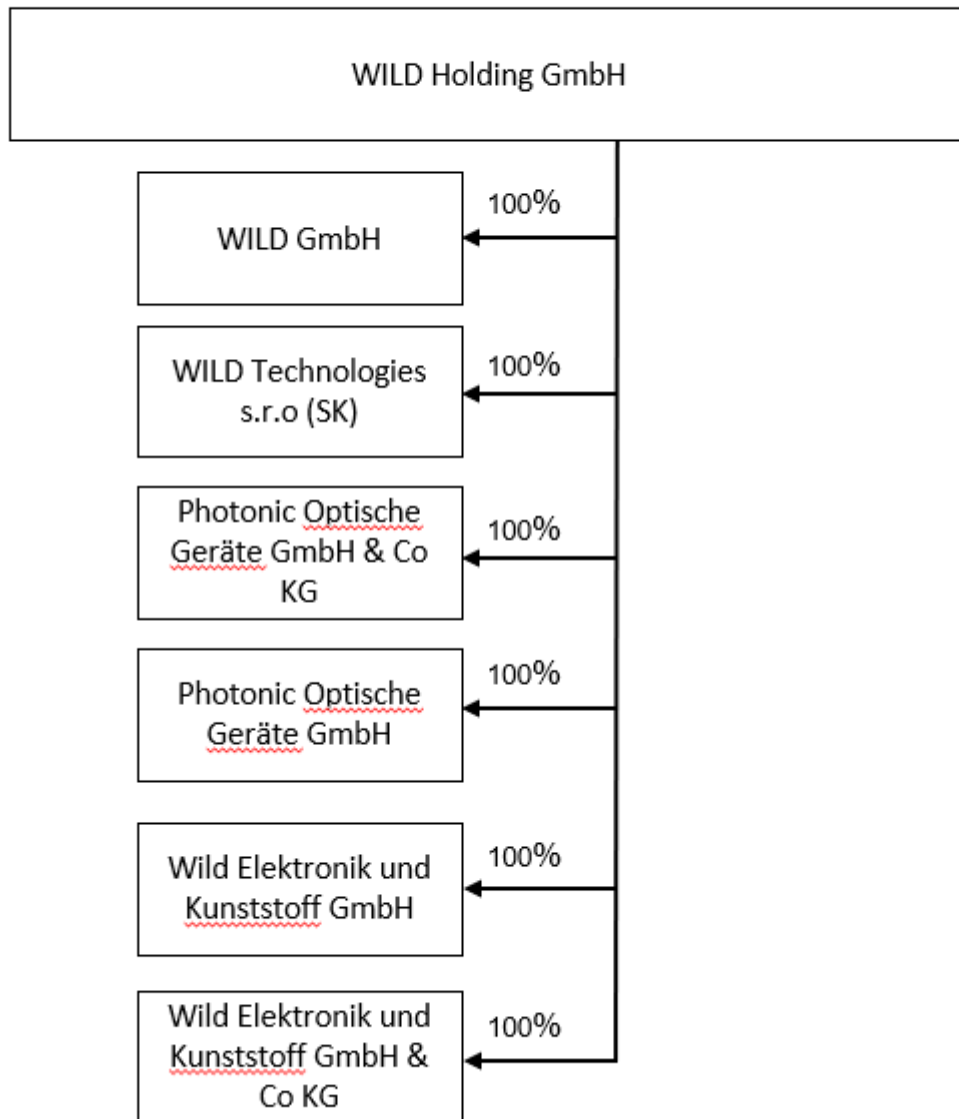 WILD Holding GmbH
100%
WILD GmbH
100%
WILD Technologies
s.r.o (SK)
100%
Photonic Optische
Geräte GmbH & Co
KG
100%
Photonic Optische
Geräte GmbH
100%
Wild Elektronik und
Kunststoff GmbH
100%
Wild Elektronik und
Kunststoff GmbH &
Co KG